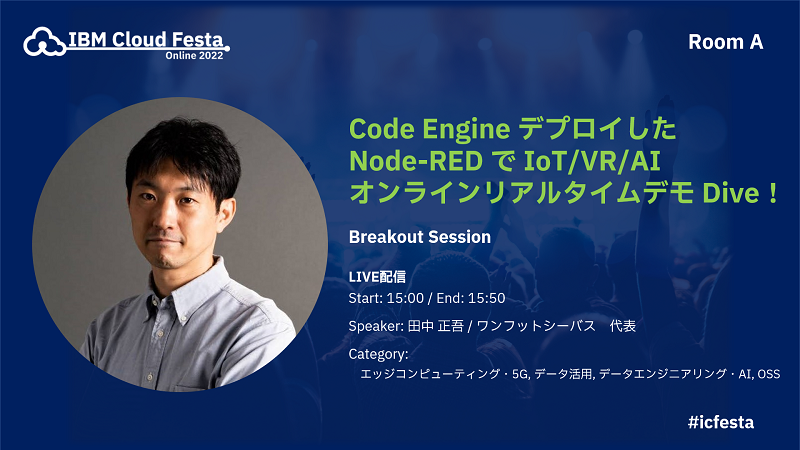 IBM Cloud Festa
Online 2022
Room A
Code Engine デプロイした
Node-RED で IoT/VR/AI
オンラインリアルタイムデモ Dive！
Breakout Session
LIVE配信
Start: 15:00 / End: 15:50
Speaker: 田中 正吾 / ワンフットシーバス　代表
Category:
エッジコンピューティング・5G, データ活用, データエンジニアリング・AI, OSS
#icfesta